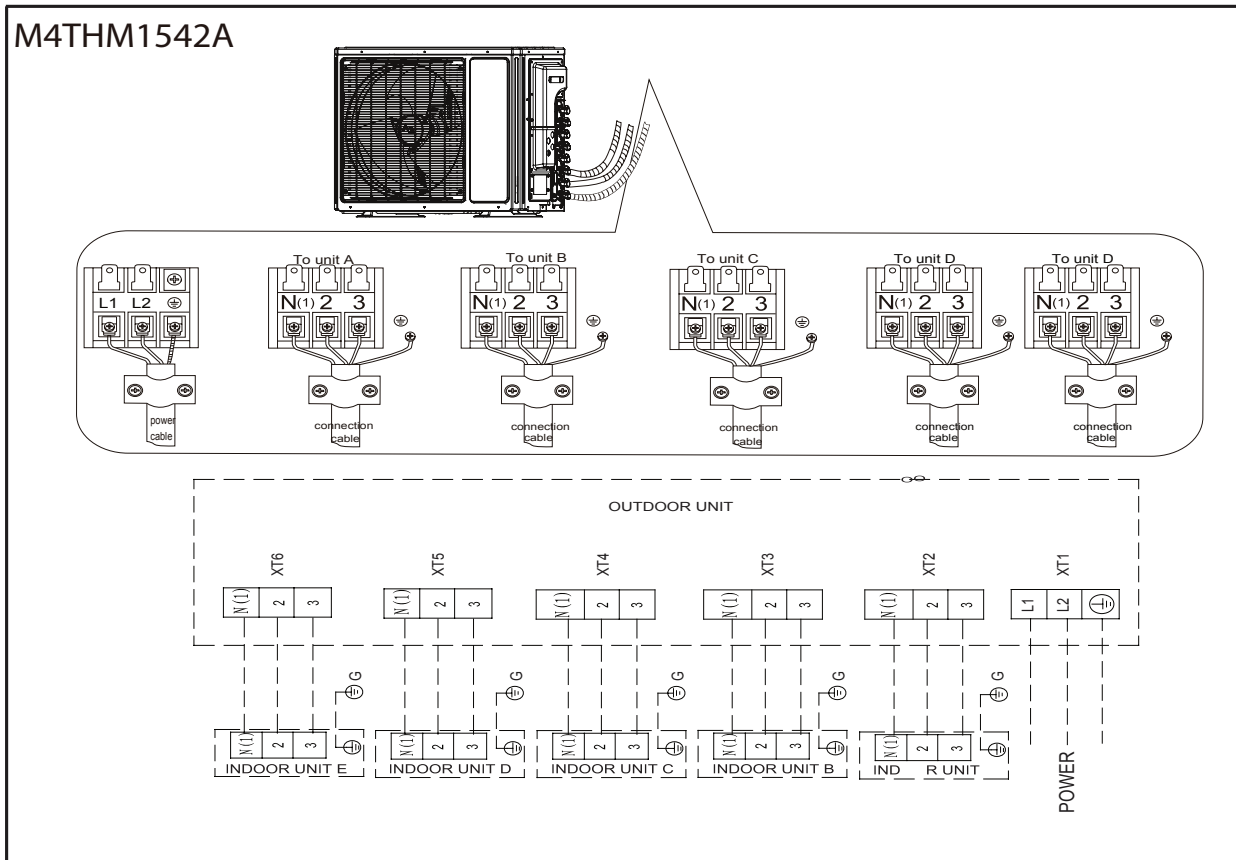 M4THM1542A
To unit A
To unit B
To unit C
To unit D
To unit D
L1 L2
N(1) 2 3
N(1) 2 3
N(1) 2 3
N(1) 2 3
N(1) 2 3
power
cable
connection
cable
connection
cable
connection
cable
connection
cable
connection
cable
OUTDOOR UNIT
XT6
XT5
XT4
XT3
XT2
XT1
N(1) 2 3
N(1) 2 3
N(1) 2 3
N(1) 2 3
N(1) 2 3
L1 L2
G
G
G
G
G
N(1) 2 3
N(1) 2 3
N(1) 2 3
N(1) 2 3
N(1) 2 3
INDOOR UNIT E
INDOOR UNIT D
INDOOR UNIT C
INDOOR UNIT B
IND R UNIT
POWER